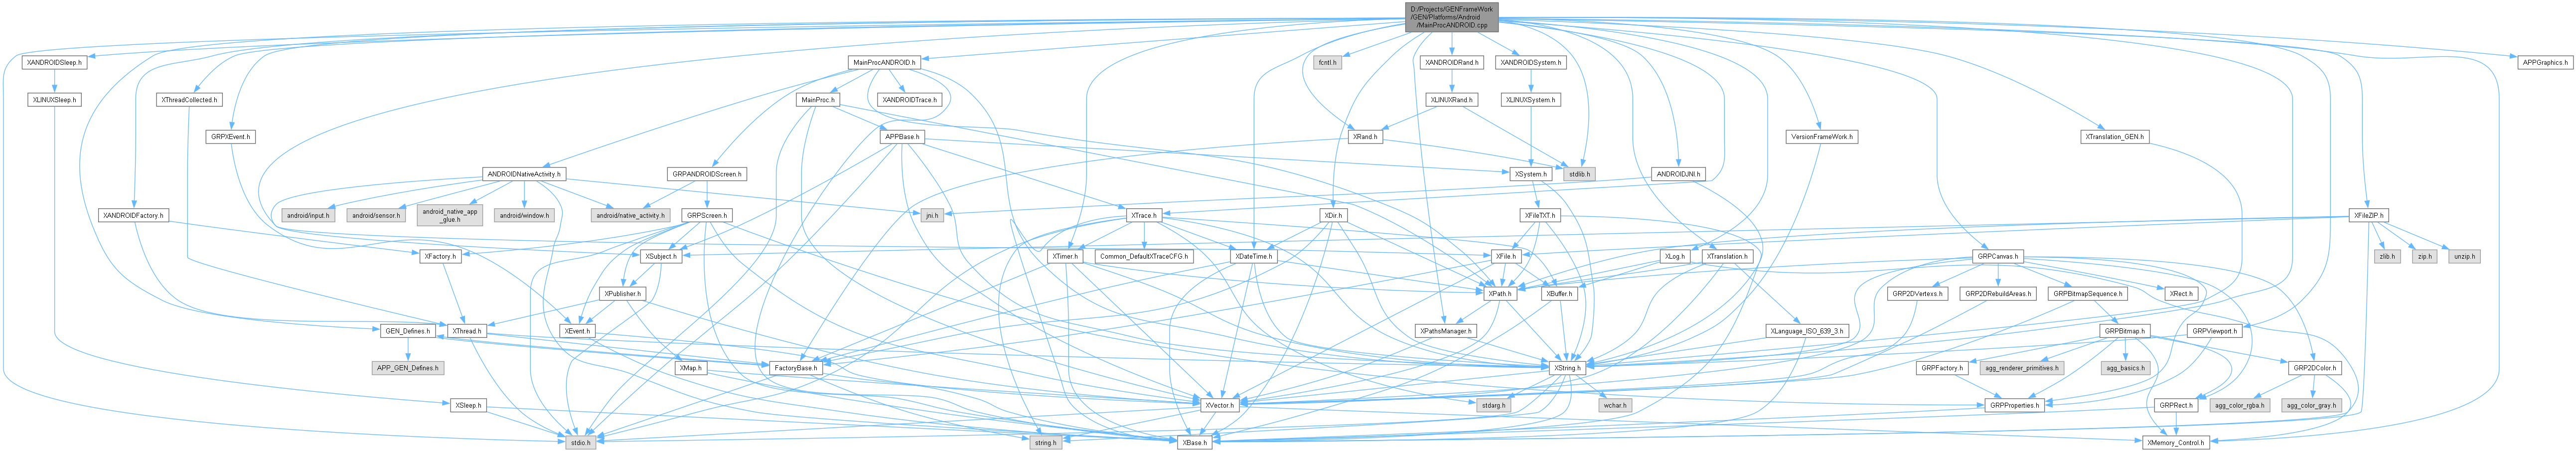 D:/Projects/GENFrameWork
/GEN/Platforms/Android
/MainProcANDROID.cpp
XANDROIDSleep.h
MainProcANDROID.h
fcntl.h
XANDROIDRand.h
XANDROIDSystem.h
APPGraphics.h
XLINUXSleep.h
XThreadCollected.h
MainProc.h
XANDROIDTrace.h
XLINUXRand.h
XLINUXSystem.h
GRPXEvent.h
APPBase.h
XRand.h
VersionFrameWork.h
XTranslation_GEN.h
ANDROIDNativeActivity.h
GRPANDROIDScreen.h
stdlib.h
XSystem.h
ANDROIDJNI.h
XANDROIDFactory.h
android/input.h
android/sensor.h
android_native_app
_glue.h
android/window.h
android/native_activity.h
GRPScreen.h
jni.h
XTrace.h
XDir.h
XFileTXT.h
XFileZIP.h
XFactory.h
XSubject.h
XTimer.h
Common_DefaultXTraceCFG.h
XDateTime.h
XFile.h
XLog.h
XTranslation.h
GRPCanvas.h
zlib.h
zip.h
unzip.h
XPublisher.h
XPath.h
XBuffer.h
GRP2DVertexs.h
GRP2DRebuildAreas.h
GRPBitmapSequence.h
XRect.h
GEN_Defines.h
XThread.h
XEvent.h
XPathsManager.h
XLanguage_ISO_639_3.h
GRPBitmap.h
GRPViewport.h
APP_GEN_Defines.h
XMap.h
FactoryBase.h
XString.h
GRPFactory.h
agg_renderer_primitives.h
agg_basics.h
GRP2DColor.h
XSleep.h
XVector.h
stdarg.h
wchar.h
GRPProperties.h
GRPRect.h
agg_color_rgba.h
agg_color_gray.h
stdio.h
string.h
XBase.h
XMemory_Control.h